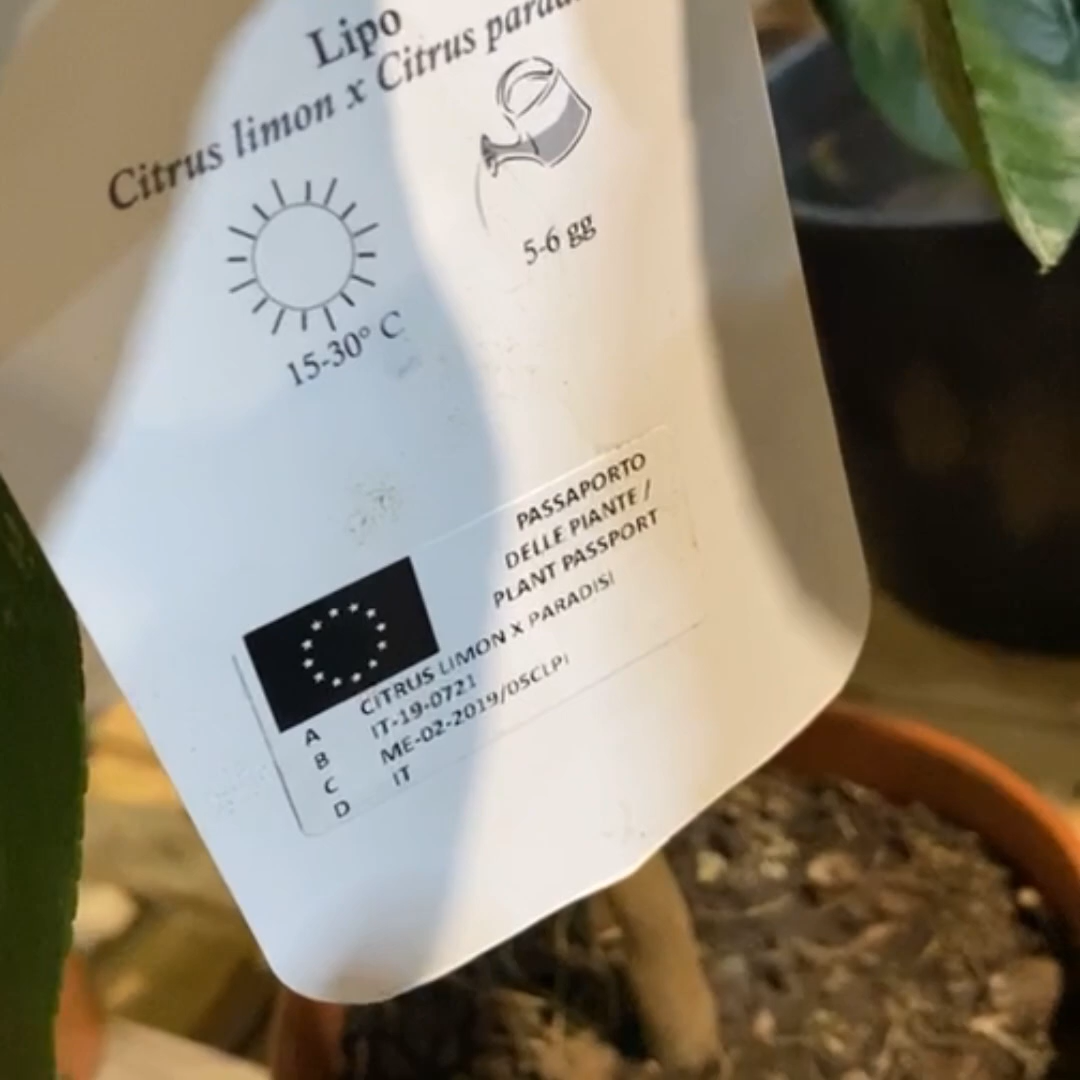 Lipo
Citrus limon x Citrus
5-6 gg
15-30° C
PASSAPORTO
DELLE PIANTE /
PLANT PASSPORT
CITRUS LIMON X PARADISI
A IT-19-0721
B ME-02-2019/05CLPI
C IT
D